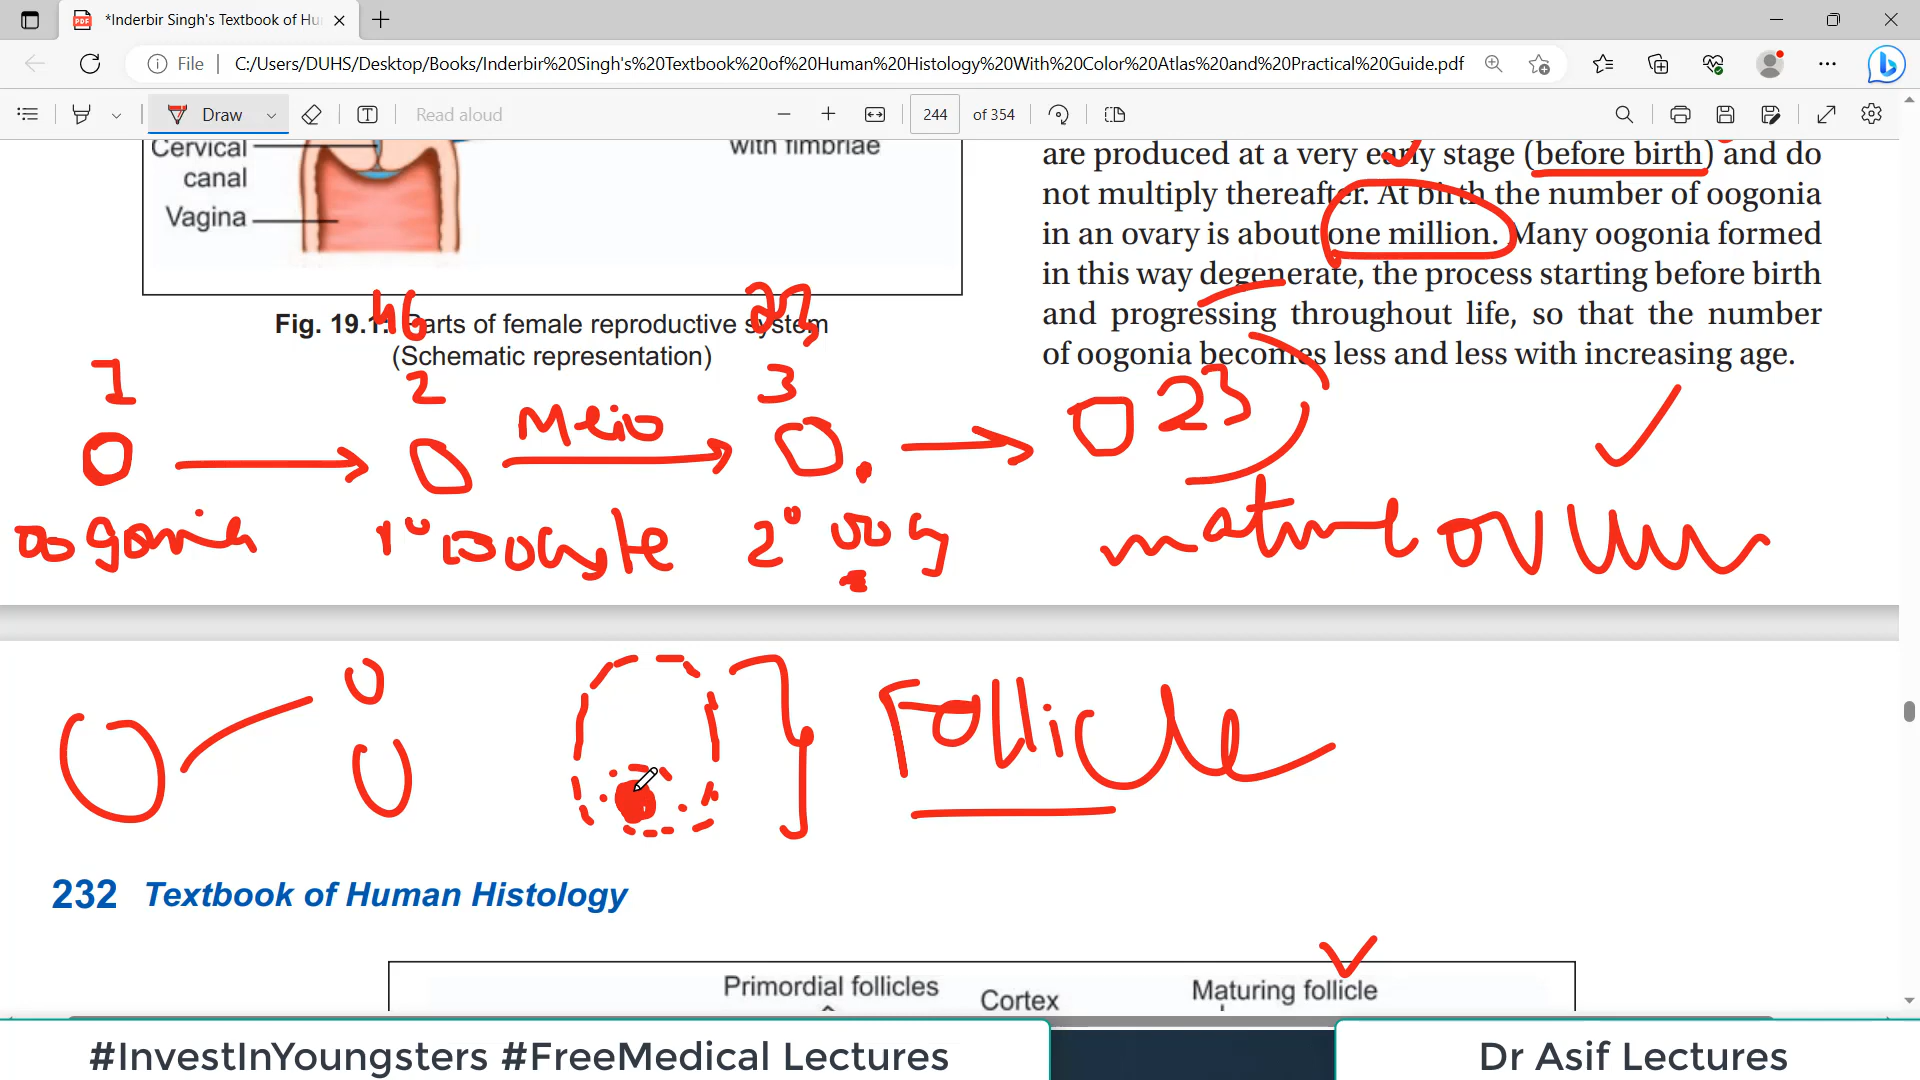 *Inderbir Singh's Textbook of Hu
File
C:/Users/DUHS/Desktop/Books/Inderbir%20Singh's%20Textbook%20of%20Human%20Histology%20With%20Color%20Atlas%20and%20Practical%20Guide.pdf
Draw
Read aloud
244 of 354
Cervical
canal
Vagina
with fimbriae
Fig. 19.1: Parts of female reproductive system
(Schematic representation)
are produced at a very early stage (before birth) and do
not multiply thereafter. At birth the number of oogonia
in an ovary is about one million. Many oogonia formed
in this way degenerate, the process starting before birth
and progressing throughout life, so that the number
of oogonia becomes less and less with increasing age.
46 23
1 2 3
Meio 23
oogonia 1° oocyte 2° ooc mature ovum
Follicle
232 Textbook of Human Histology
Primordial follicles
Cortex
Maturing follicle
#InvestInYoungsters #FreeMedical Lectures
Dr Asif Lectures